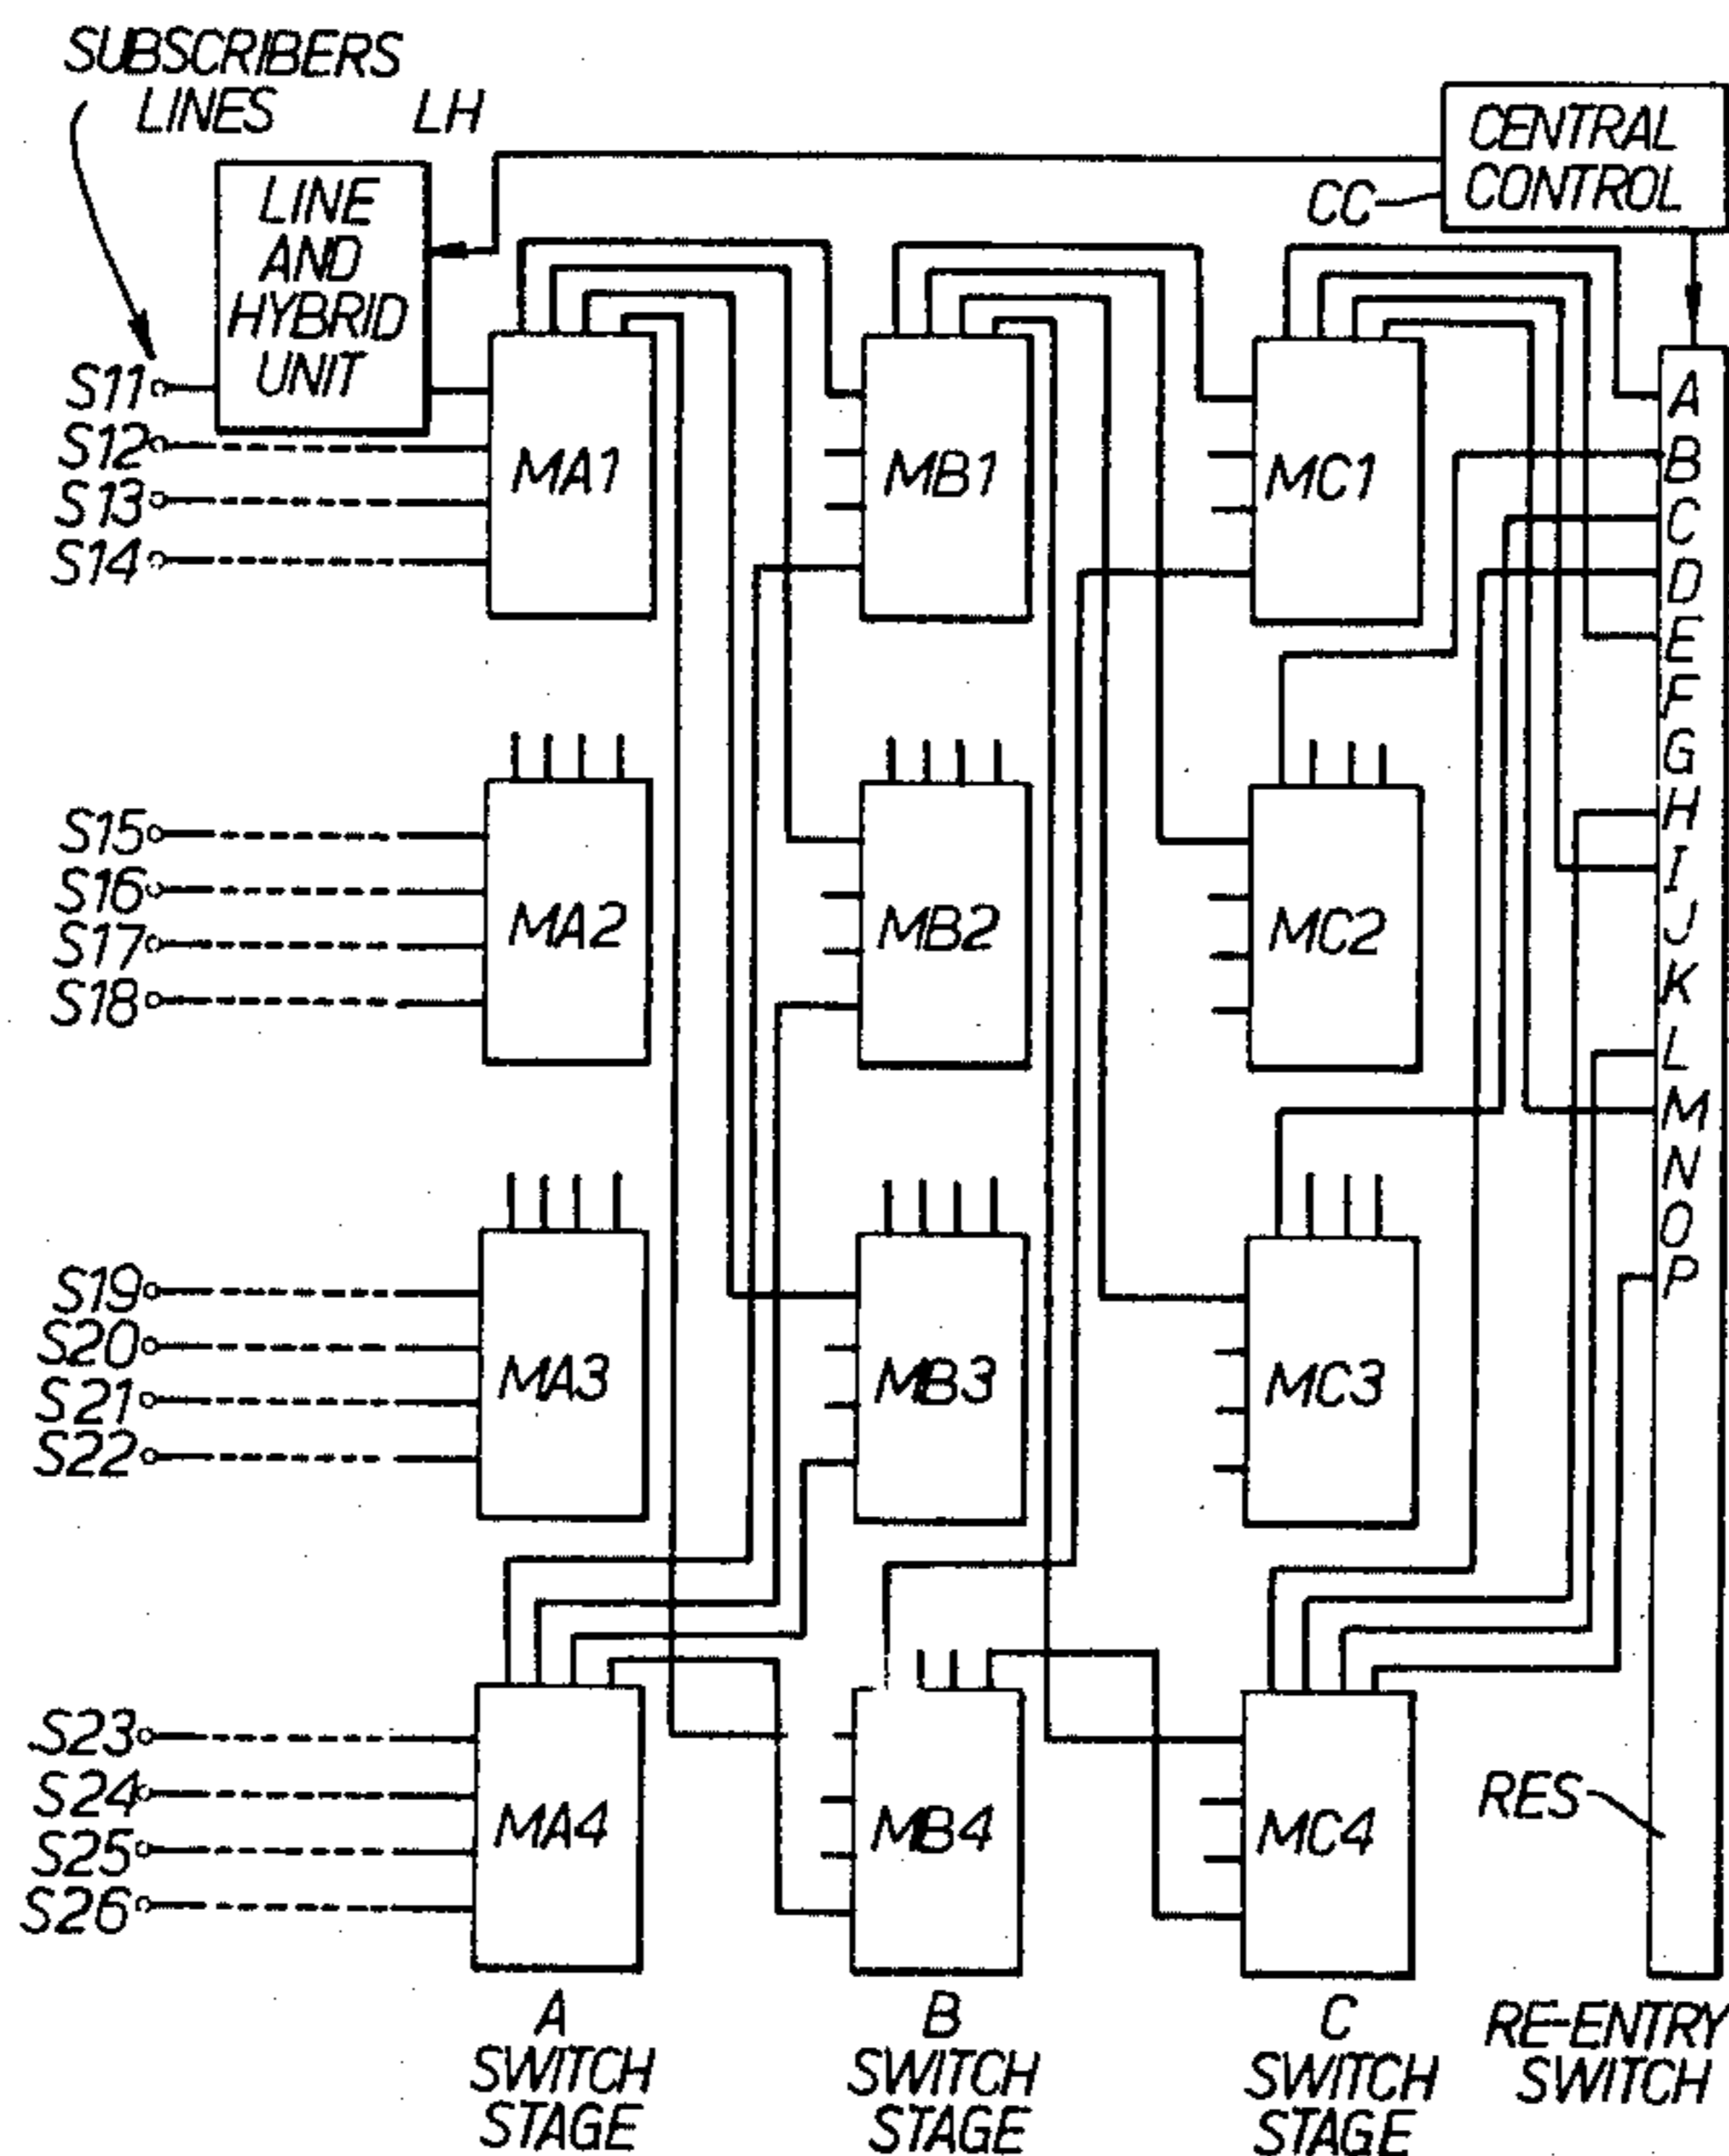 SUBSCRIBERS
LINES
LH
LINE
AND
HYBRID
UNIT
CENTRAL
CONTROL
CC
S11
S12
S13
S14
MA1
MB1
MC1
S15
S16
S17
S18
MA2
MB2
MC2
S19
S20
S21
S22
MA3
MB3
MC3
S23
S24
S25
S26
MA4
MB4
MC4
A
B
C
D
E
F
G
H
I
J
K
L
M
N
O
P
RES
A
SWITCH
STAGE
B
SWITCH
STAGE
C
SWITCH
STAGE
RE-ENTRY
SWITCH